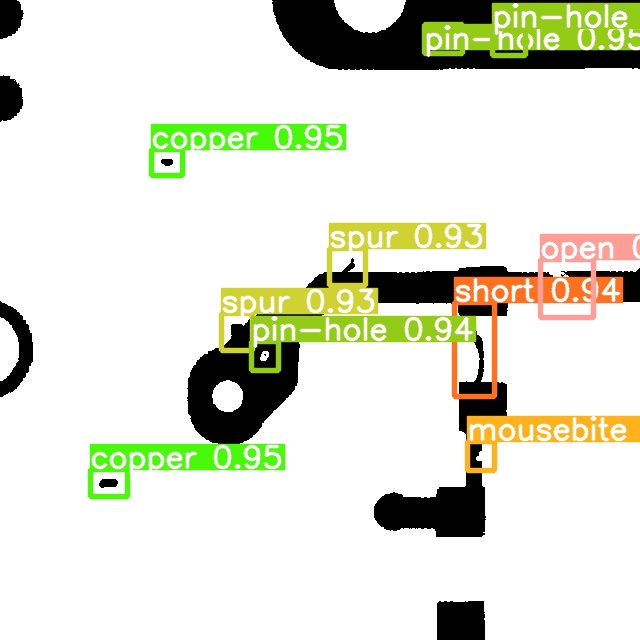 pin-hole
pin-hole 0.95
copper 0.95
spur 0.93
open
short 0.94
spur 0.93
pin-hole 0.94
mousebite
copper 0.95